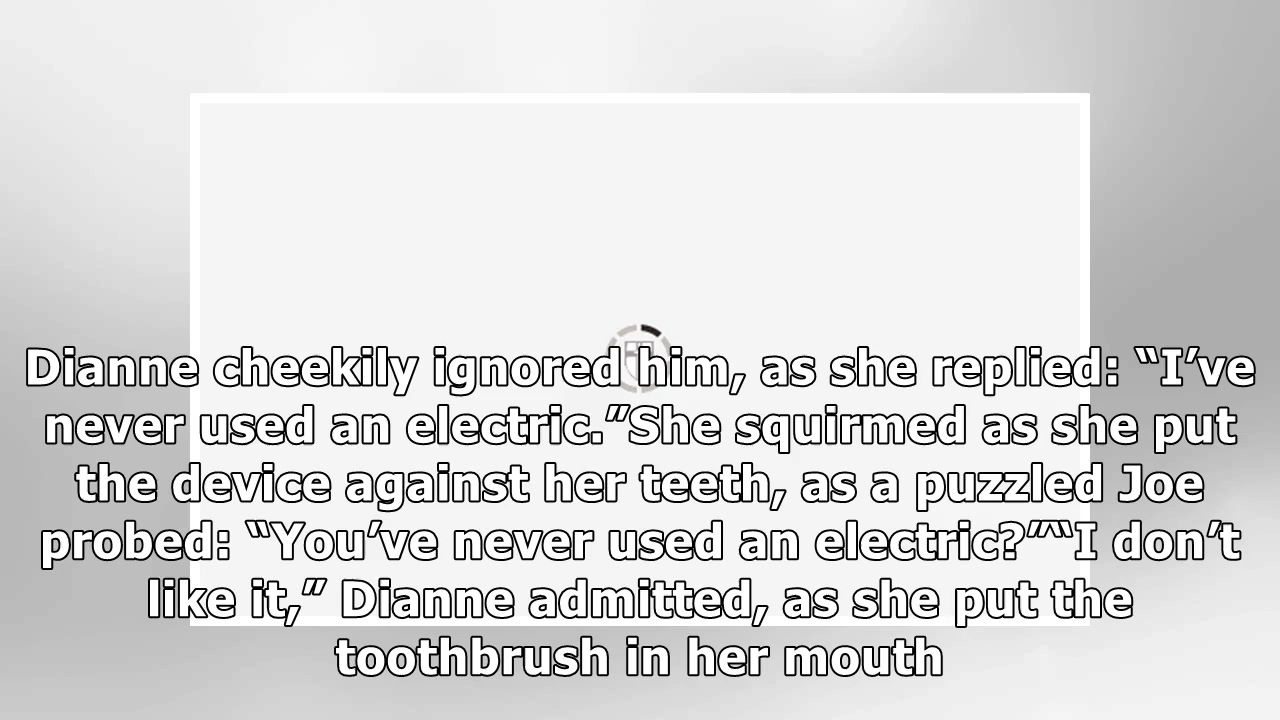 Dianne cheekily ignored him, as she replied: “I’ve
never used an electric.”She squirmed as she put
the device against her teeth, as a puzzled Joe
probed: “You’ve never used an electric?”“I don’t
like it,” Dianne admitted, as she put the
toothbrush in her mouth